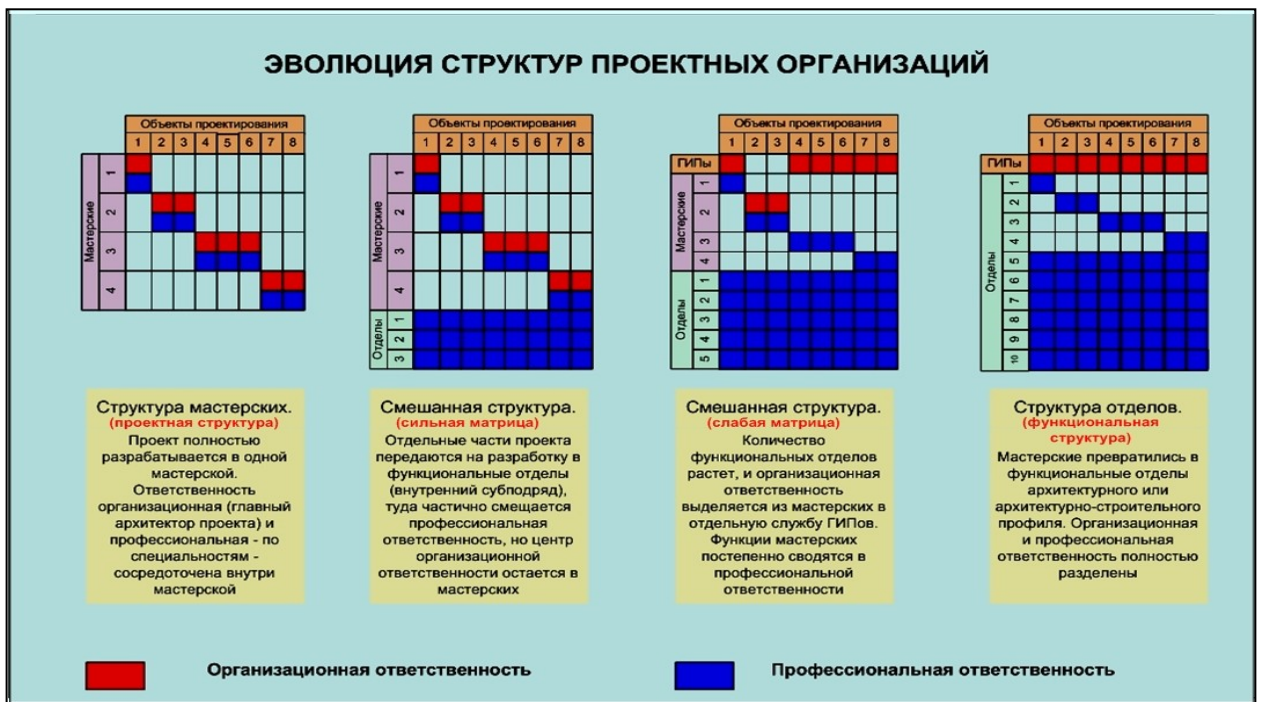 ЭВОЛЮЦИЯ СТРУКТУР ПРОЕКТНЫХ ОРГАНИЗАЦИЙ
Объекты проектирования
1 2 3 4 5 6 7 8
Мастерские
1
2
3
4
Структура мастерских.
(проектная структура)
Проект полностью
разрабатывается в одной
мастерской.
Ответственность
организационная (главный
архитектор проекта) и
профессиональная - по
специальностям -
сосредоточена внутри
мастерской
Объекты проектирования
1 2 3 4 5 6 7 8
Мастерские
1
2
3
4
Отделы
1
2
3
Смешанная структура.
(сильная матрица)
Отдельные части проекта
передаются на разработку в
функциональные отделы
(внутренний субподряд),
туда частично смещается
профессиональная
ответственность, но центр
организационной
ответственности остается в
мастерских
Объекты проектирования
1 2 3 4 5 6 7 8
ГИПы
Мастерские
1
2
3
4
Отделы
1
2
3
4
5
Смешанная структура.
(слабая матрица)
Количество
функциональных отделов
растет, и организационная
ответственность
выделяется из мастерских в
отдельную службу ГИПов.
Функции мастерских
постепенно сводятся к
профессиональной
ответственности
Объекты проектирования
1 2 3 4 5 6 7 8
ГИПы
Отделы
1
2
3
4
5
6
7
8
9
10
Структура отделов.
(функциональная
структура)
Мастерские превратились в
функциональные отделы
архитектурного или
архитектурно-строительного
профиля. Организационная
и профессиональная
ответственность полностью
разделены
Организационная ответственность
Профессиональная ответственность